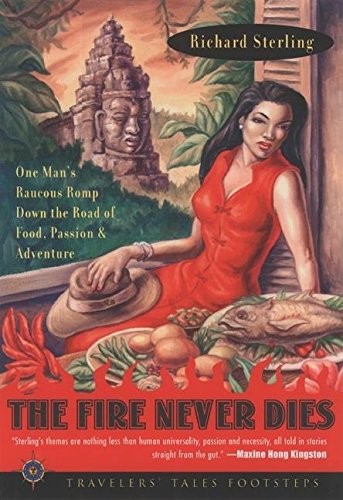 Richard Sterling
One Man's
Raucous Romp
Down the Road of
Food, Passion &
Adventure
THE FIRE NEVER DIES
"Sterling's themes are nothing less than human universality, passion and necessity, all told in stories
straight from the gut." —Maxine Hong Kingston
TRAVELERS' TALES FOOTSTEPS